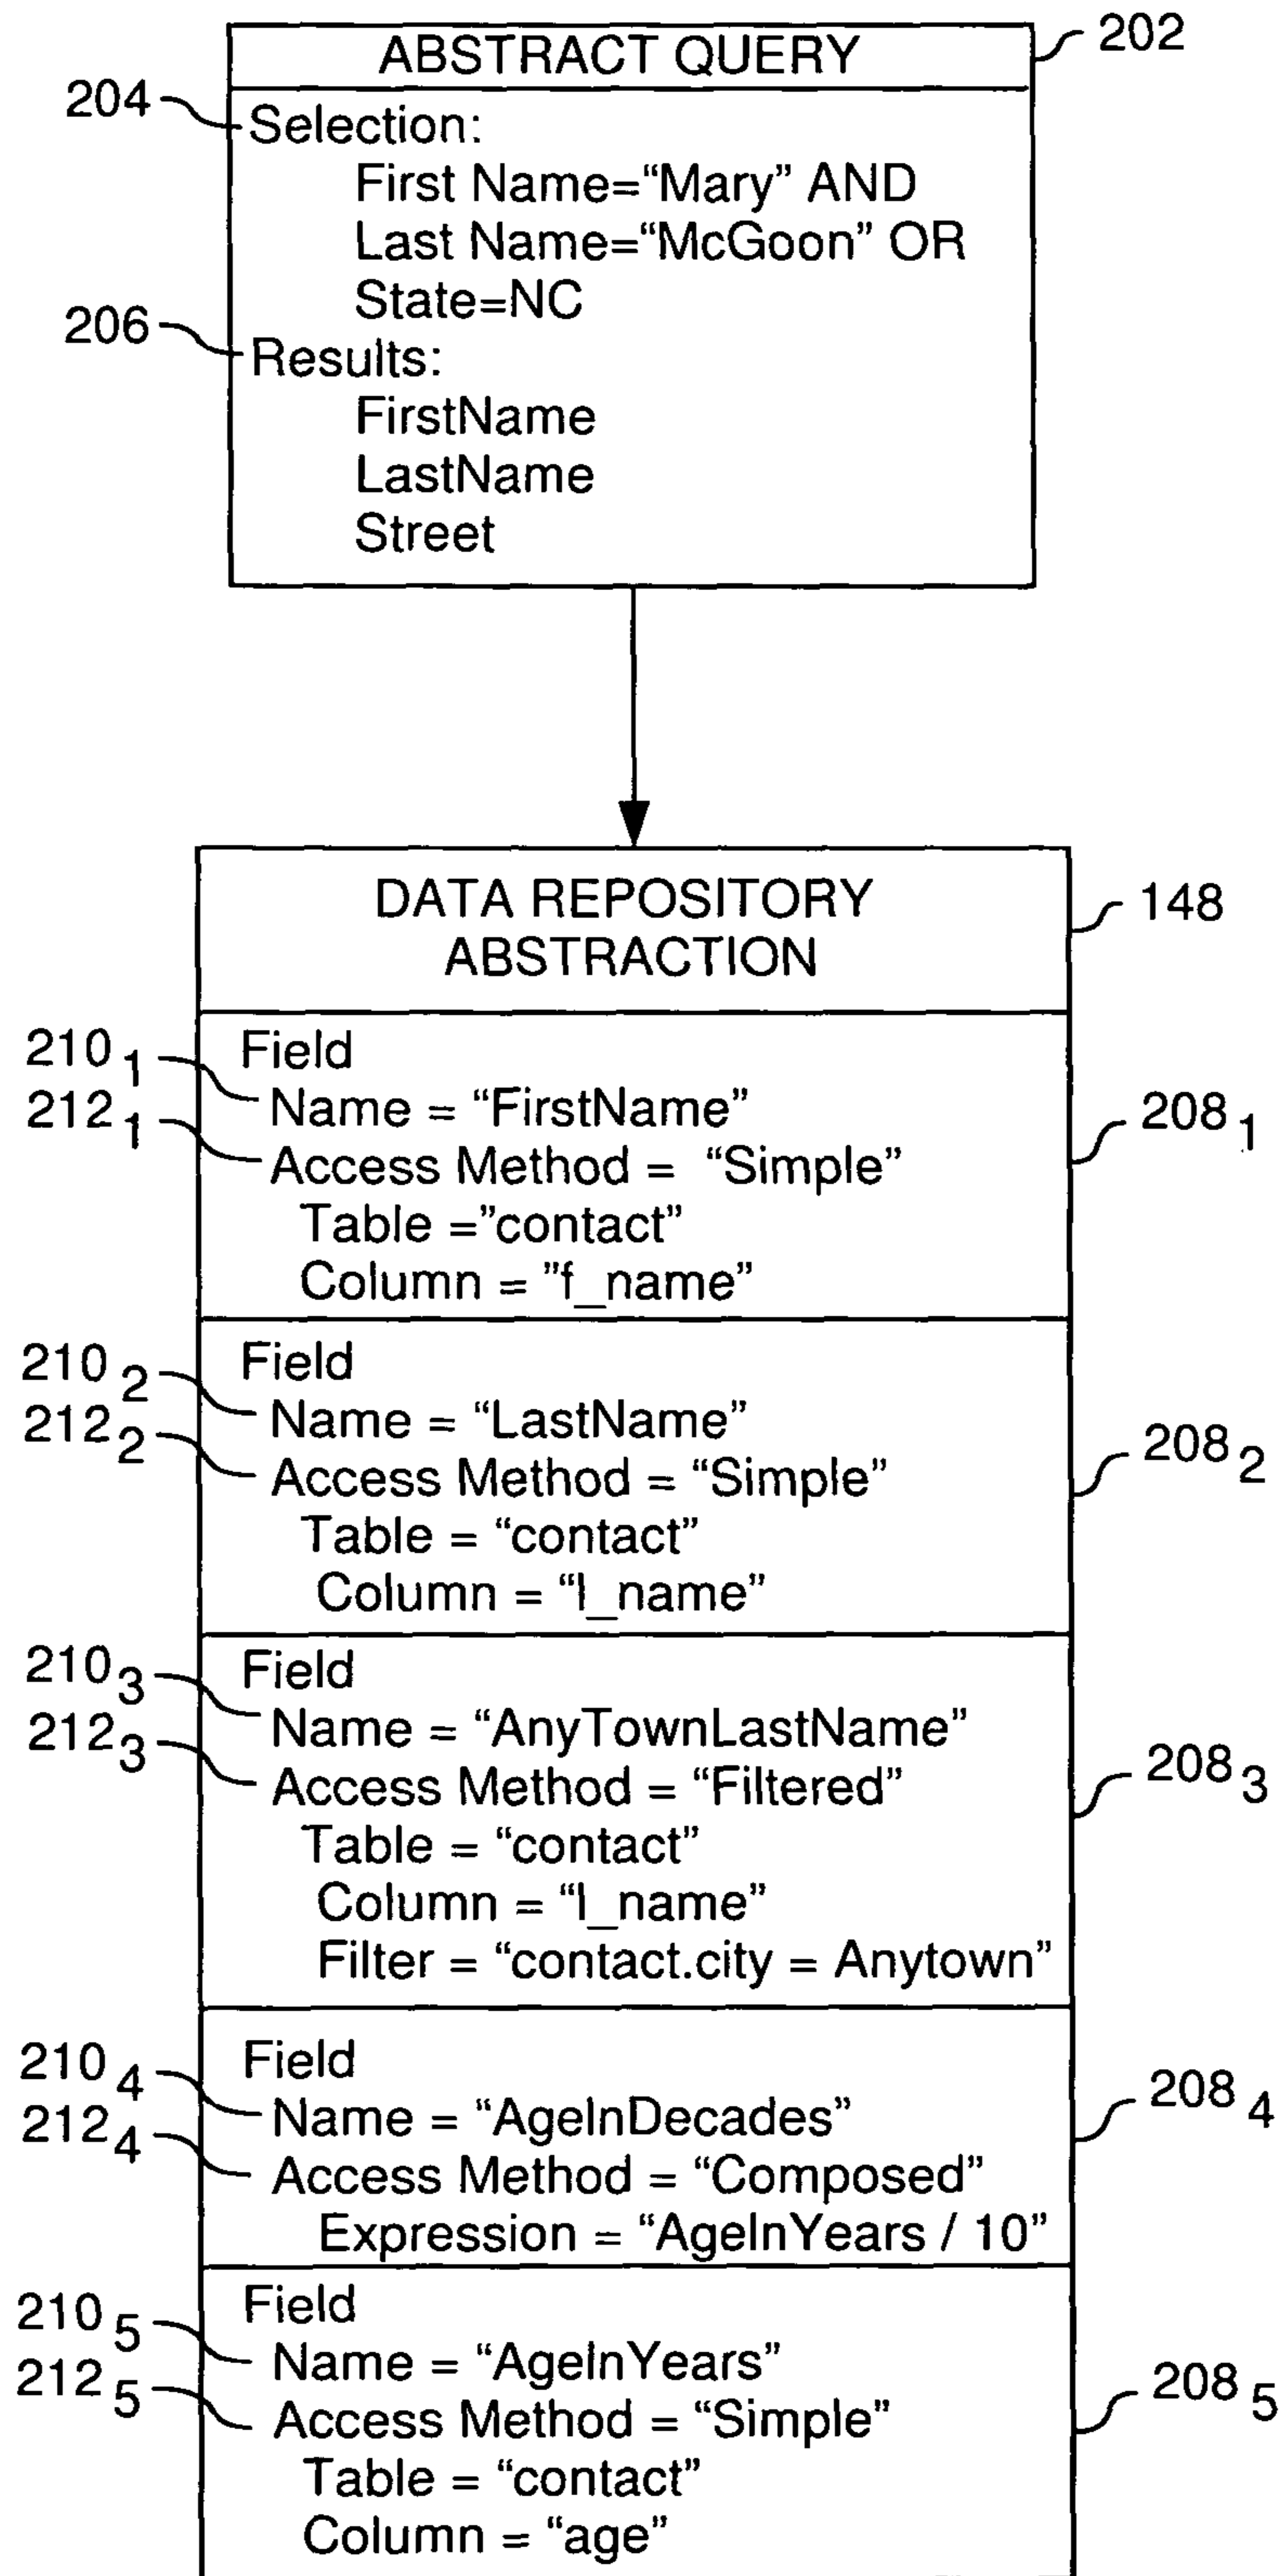 ABSTRACT QUERY
202
204
Selection:
First Name=“Mary” AND
Last Name=“McGoon” OR
State=NC
206
Results:
FirstName
LastName
Street
DATA REPOSITORY
ABSTRACTION
148
210 1
Field
Name = “FirstName”
212 1
Access Method = “Simple”
208 1
Table =”contact”
Column = ”f_name”
210 2
Field
Name = “LastName”
212 2
Access Method = “Simple”
208 2
Table = “contact”
Column = “l_name”
210 3
Field
Name = “AnyTownLastName”
212 3
Access Method = “Filtered”
208 3
Table = “contact”
Column = “l_name”
Filter = “contact.city = Anytown”
210 4
Field
Name = “AgeInDecades”
212 4
Access Method = “Composed”
208 4
Expression = “AgeInYears / 10”
210 5
Field
Name = “AgeInYears”
212 5
Access Method = “Simple”
208 5
Table = “contact”
Column = “age”